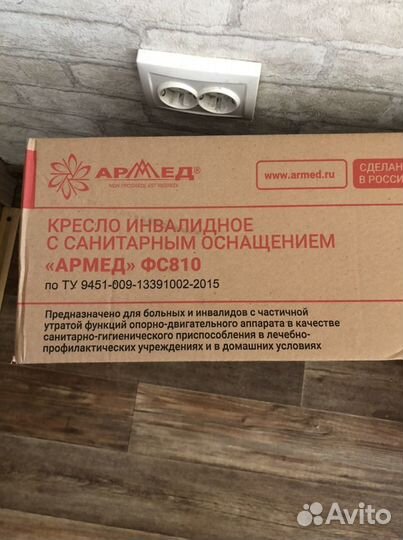 АРМЕД®
www.armed.ru
СДЕЛАНО
В РОССИ
КРЕСЛО ИНВАЛИДНОЕ
С САНИТАРНЫМ ОСНАЩЕНИЕМ
«АРМЕД» ФС810
по ТУ 9451-009-13391002-2015
Предназначено для больных и инвалидов с частичной
утратой функций опорно-двигательного аппарата в качестве
санитарно-гигиенического приспособления в лечебно-
профилактических учреждениях и в домашних условиях
Avito